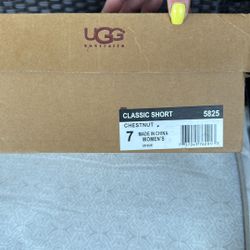 UGG
australia
CLASSIC SHORT 5825
CHESTNUT
7
MADE IN CHINA
WOMEN'S